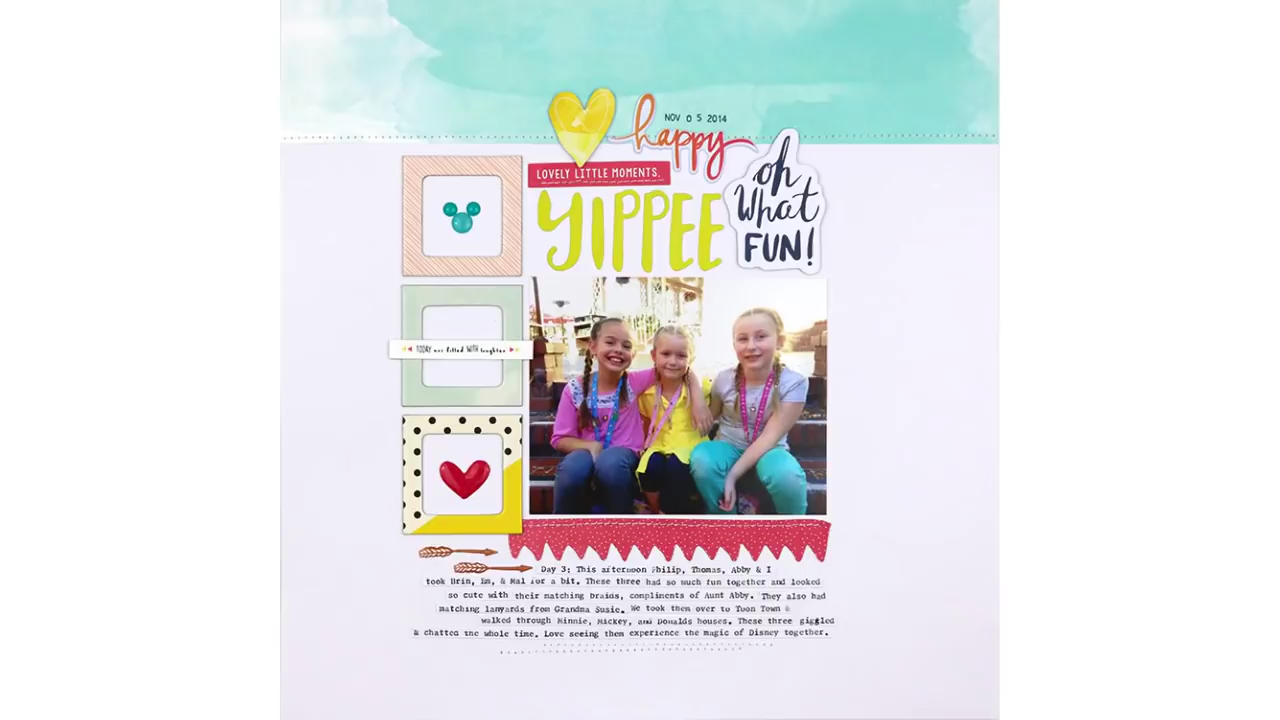 NOV 05 2014
happy
LOVELY LITTLE MOMENTS.
oh
What
FUN!
YIPPEE
TODAY was filled WITH laughter
Day 3: This afternoon Philip, Thomas, Abby & I
took Brin, Em, & Mal for a bit. These three had so much fun together and looked
so cute with their matching braids, compliments of Aunt Abby. They also had
matching lanyards from Grandma Susie. We took them over to Toon Town &
walked through Minnie, Mickey, and Donalds houses. These three giggled
& chatted the whole time. Love seeing them experience the magic of Disney together.